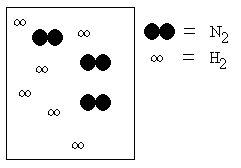 = N₂
= H₂